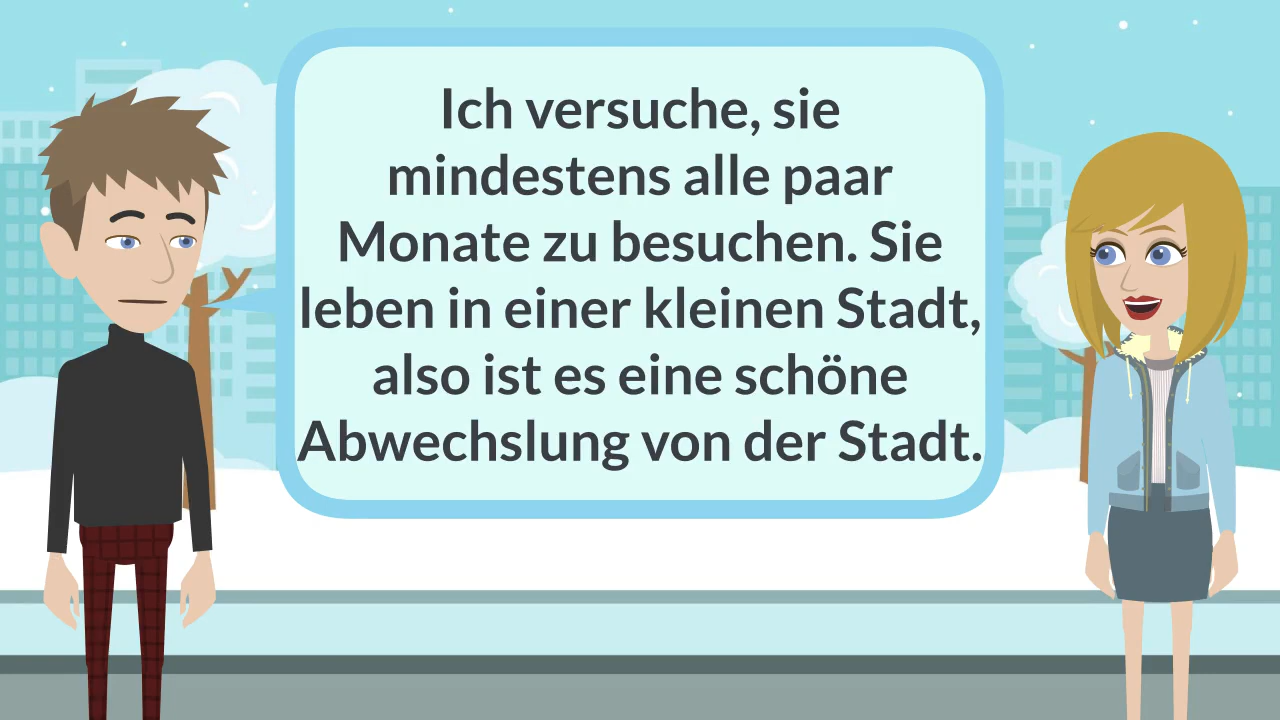 Ich versuche, sie
mindestens alle paar
Monate zu besuchen. Sie
leben in einer kleinen Stadt,
also ist es eine schöne
Abwechslung von der Stadt.